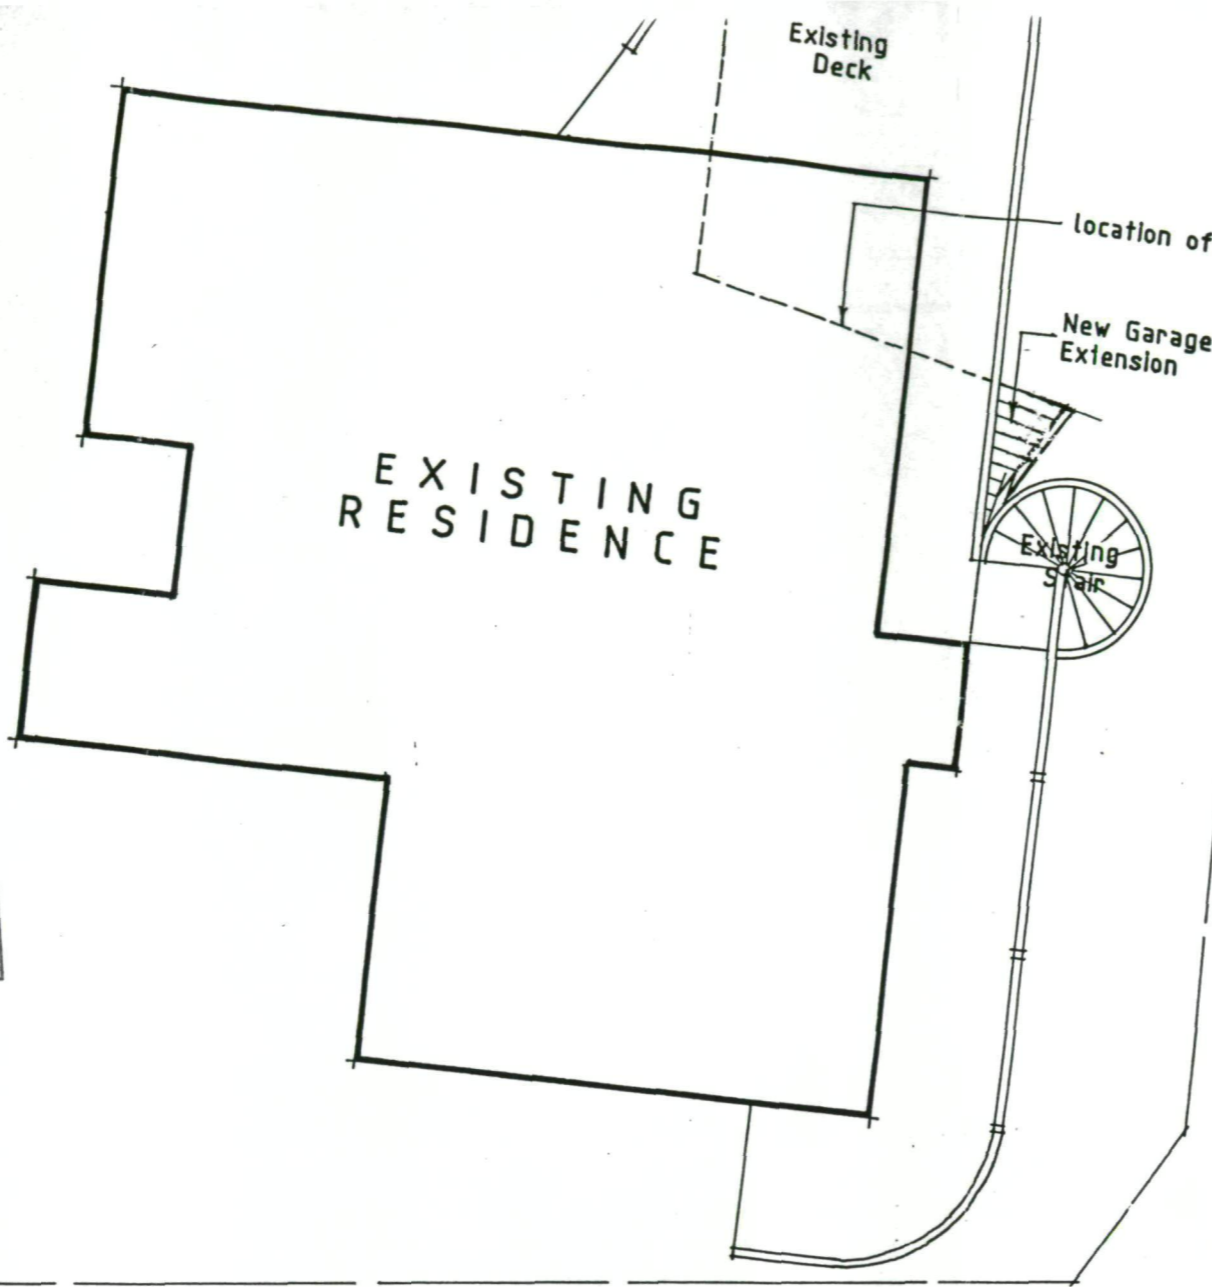 Existing
Deck
location of
New Garage
Extension
EXISTING
RESIDENCE
Existing
Stair